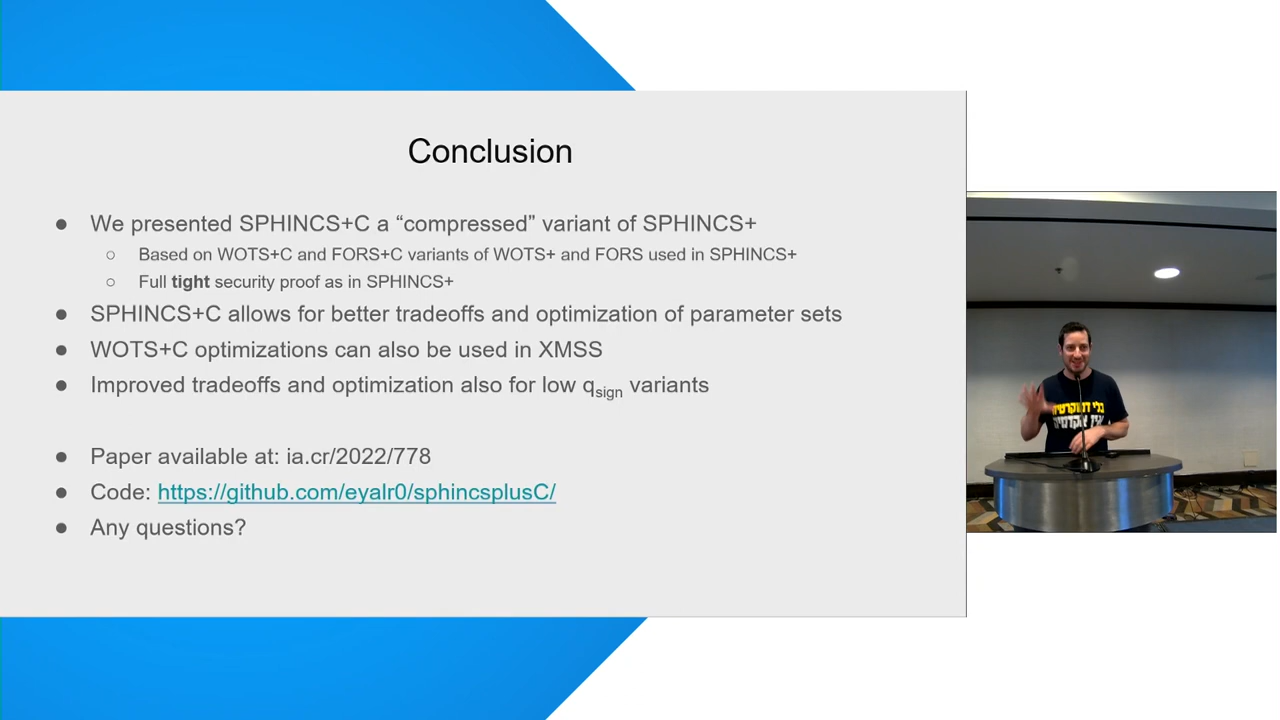 Conclusion
● We presented SPHINCS+C a “compressed” variant of SPHINCS+
○ Based on WOTS+C and FORS+C variants of WOTS+ and FORS used in SPHINCS+
○ Full tight security proof as in SPHINCS+
● SPHINCS+C allows for better tradeoffs and optimization of parameter sets
● WOTS+C optimizations can also be used in XMSS
● Improved tradeoffs and optimization also for low qsign variants
● Paper available at: ia.cr/2022/778
● Code: https://github.com/eyalr0/sphincsplusC/
● Any questions?
בלי דמוקרטיה
אין